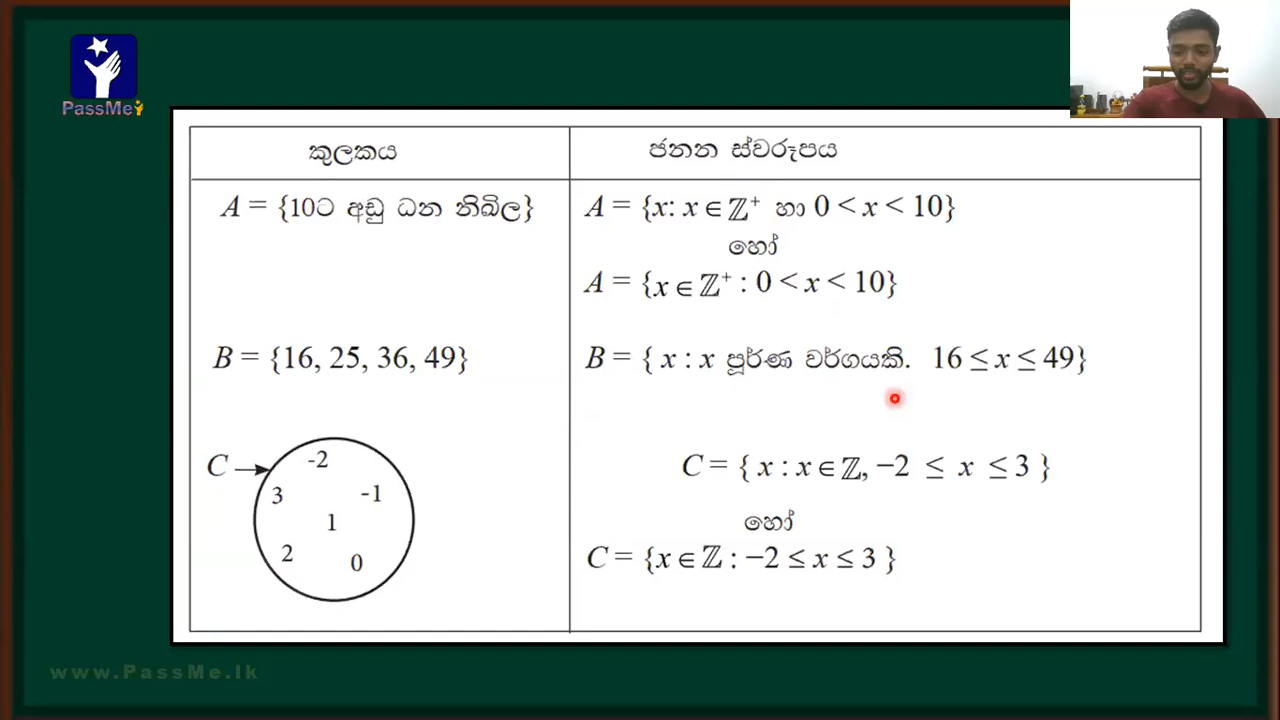 PassMe
කුලකය
ජනන ස්වරූපය
A = {10ට අඩු ධන නිඛිල}
A = {x: x ∈ ℤ⁺ හා 0 < x < 10}
හෝ
A = {x ∈ ℤ⁺ : 0 < x < 10}
B = {16, 25, 36, 49}
B = { x : x පූර්ණ වර්ගයකි. 16 ≤ x ≤ 49}
C
-2
3
-1
1
2
0
C = { x : x ∈ ℤ, −2 ≤ x ≤ 3 }
හෝ
C = {x ∈ ℤ : −2 ≤ x ≤ 3 }
www.PassMe.lk